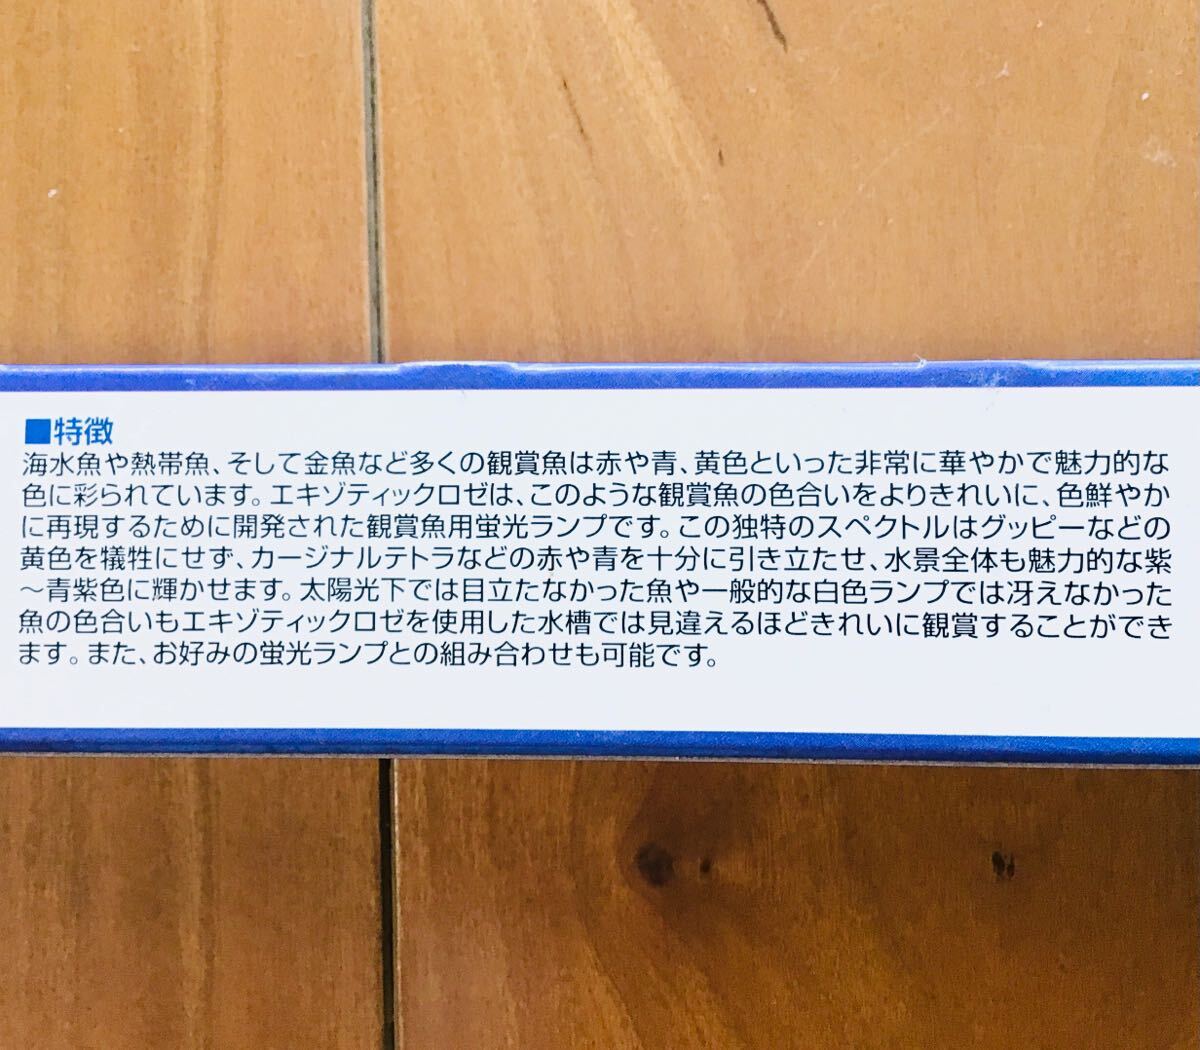 ■特徴
海水魚や熱帯魚、そして金魚など多くの観賞魚は赤や青、黄色といった非常に華やかで魅力的な
色に彩られています。エキゾティックロゼは、このような観賞魚の色合いをよりきれいに、色鮮やか
に再現するために開発された観賞魚用蛍光ランプです。この独特のスペクトルはグッピーなどの
黄色を犠牲にせず、カージナルテトラなどの赤や青を十分に引き立たせ、水景全体も魅力的な紫
～青紫色に輝かせます。太陽光下では目立たなかった魚や一般的な白色ランプでは冴えなかった
魚の色合いもエキゾティックロゼを使用した水槽では見違えるほどきれいに観賞することができ
ます。また、お好みの蛍光ランプとの組み合わせも可能です。